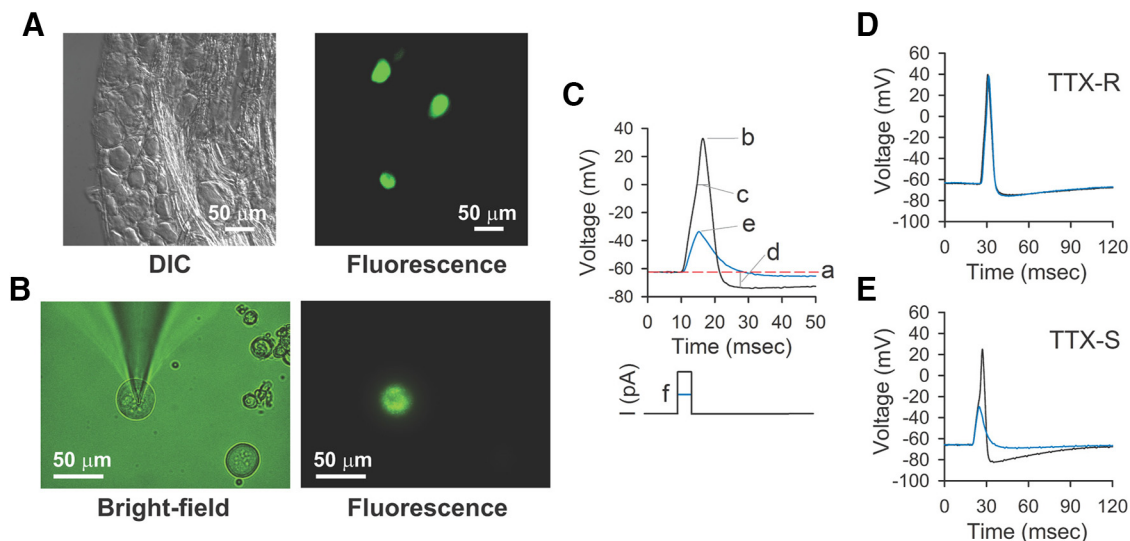 A
50 μm
DIC
50 μm
Fluorescence
B
50 μm
Bright-field
50 μm
Fluorescence
C
Voltage (mV)
40
20
0
-20
-40
-60
-80
b
c
e
d
a
0 10 20 30 40 50
Time (msec)
I (pA)
f
D
TTX-R
Voltage (mV)
60
40
20
0
-20
-40
-60
-80
-100
0 30 60 90 120
Time (msec)
E
TTX-S
Voltage (mV)
60
40
20
0
-20
-40
-60
-80
-100
0 30 60 90 120
Time (msec)